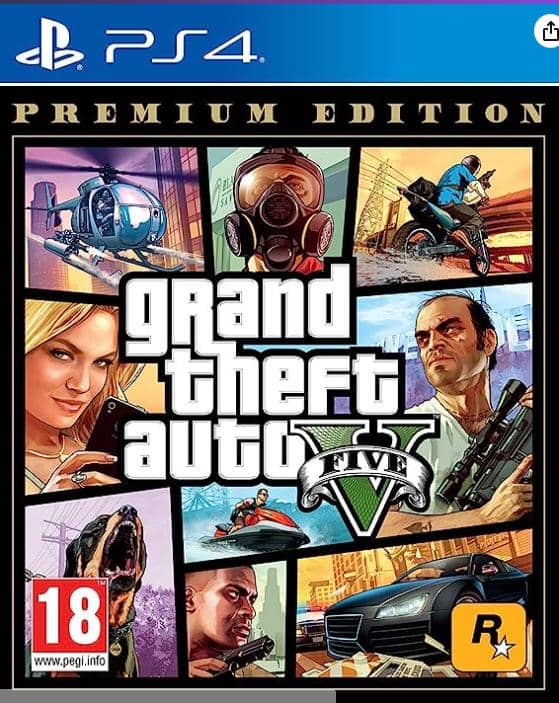 PS4
PREMIUM EDITION
grand
theft
auto V
FIVE
18
www.pegi.info
R